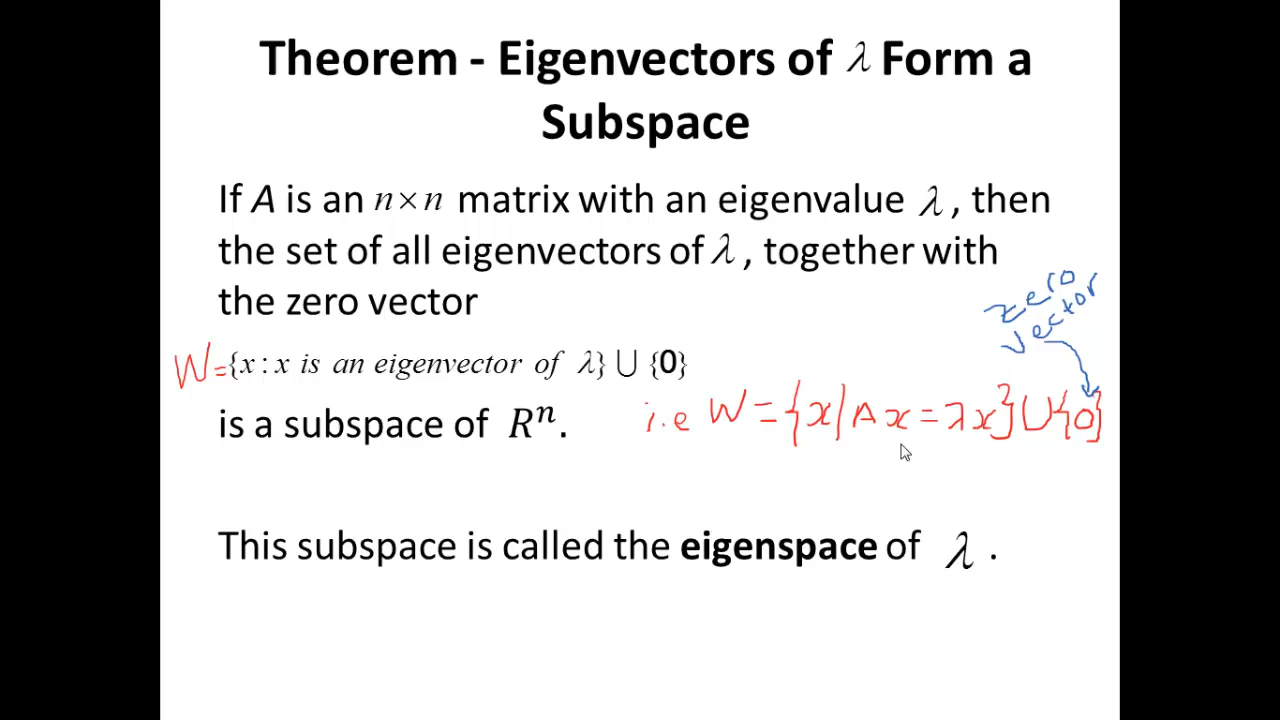 Theorem - Eigenvectors of λ Form a
Subspace
If A is an n×n matrix with an eigenvalue λ, then
the set of all eigenvectors of λ, together with
the zero vector
zero
vector
W={x : x is an eigenvector of λ} ∪ {0}
i.e W = {x|Ax=λx} ∪ {0}
is a subspace of Rⁿ.
This subspace is called the eigenspace of λ.